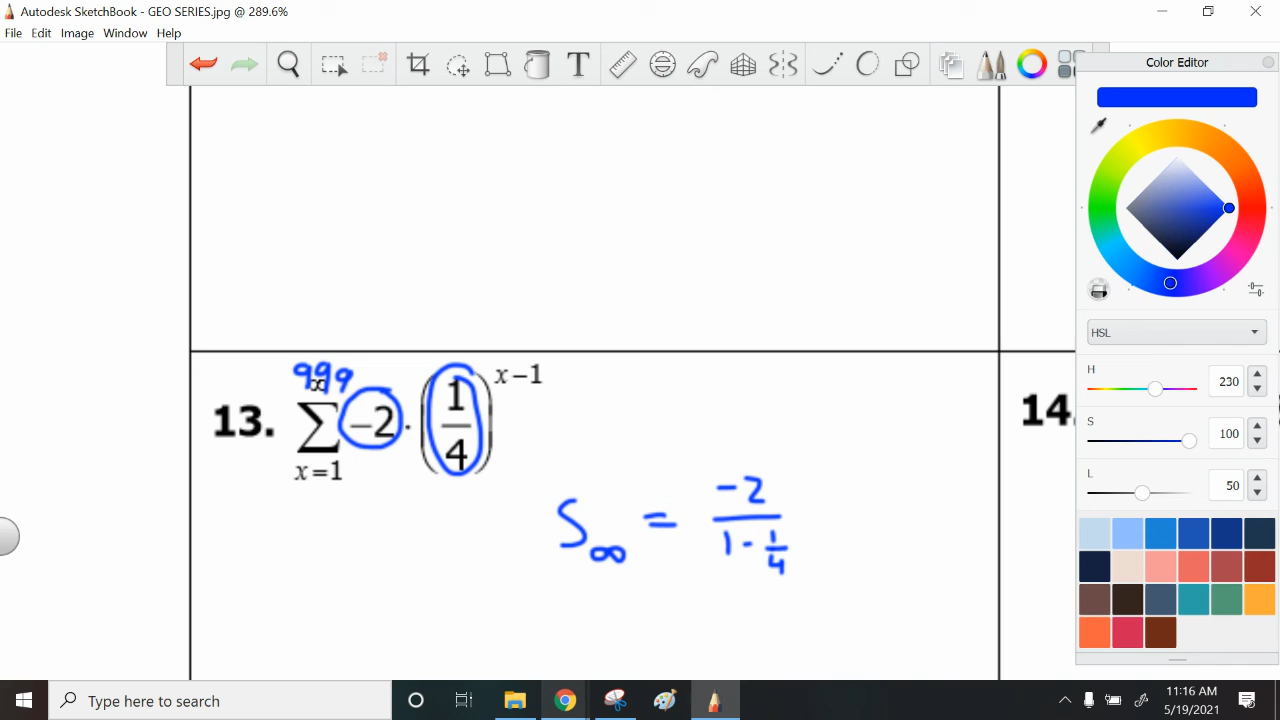 Autodesk SketchBook - GEO SERIES.jpg @ 289.6%
File Edit Image Window Help
T
Color Editor
999
13. ∞∑x=1 −2 · (1/4)^x−1
S∞ = −2/(1 - 1/4)
14.
HSL
H 230
S 100
L 50
Type here to search
11:16 AM
5/19/2021